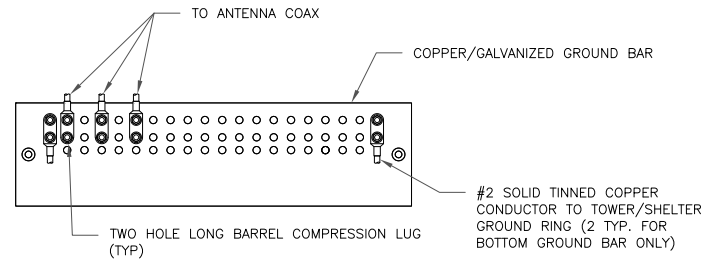 TO ANTENNA COAX
COPPER/GALVANIZED GROUND BAR
#2 SOLID TINNED COPPER
CONDUCTOR TO TOWER/SHELTER
GROUND RING (2 TYP. FOR
BOTTOM GROUND BAR ONLY)
TWO HOLE LONG BARREL COMPRESSION LUG
(TYP)